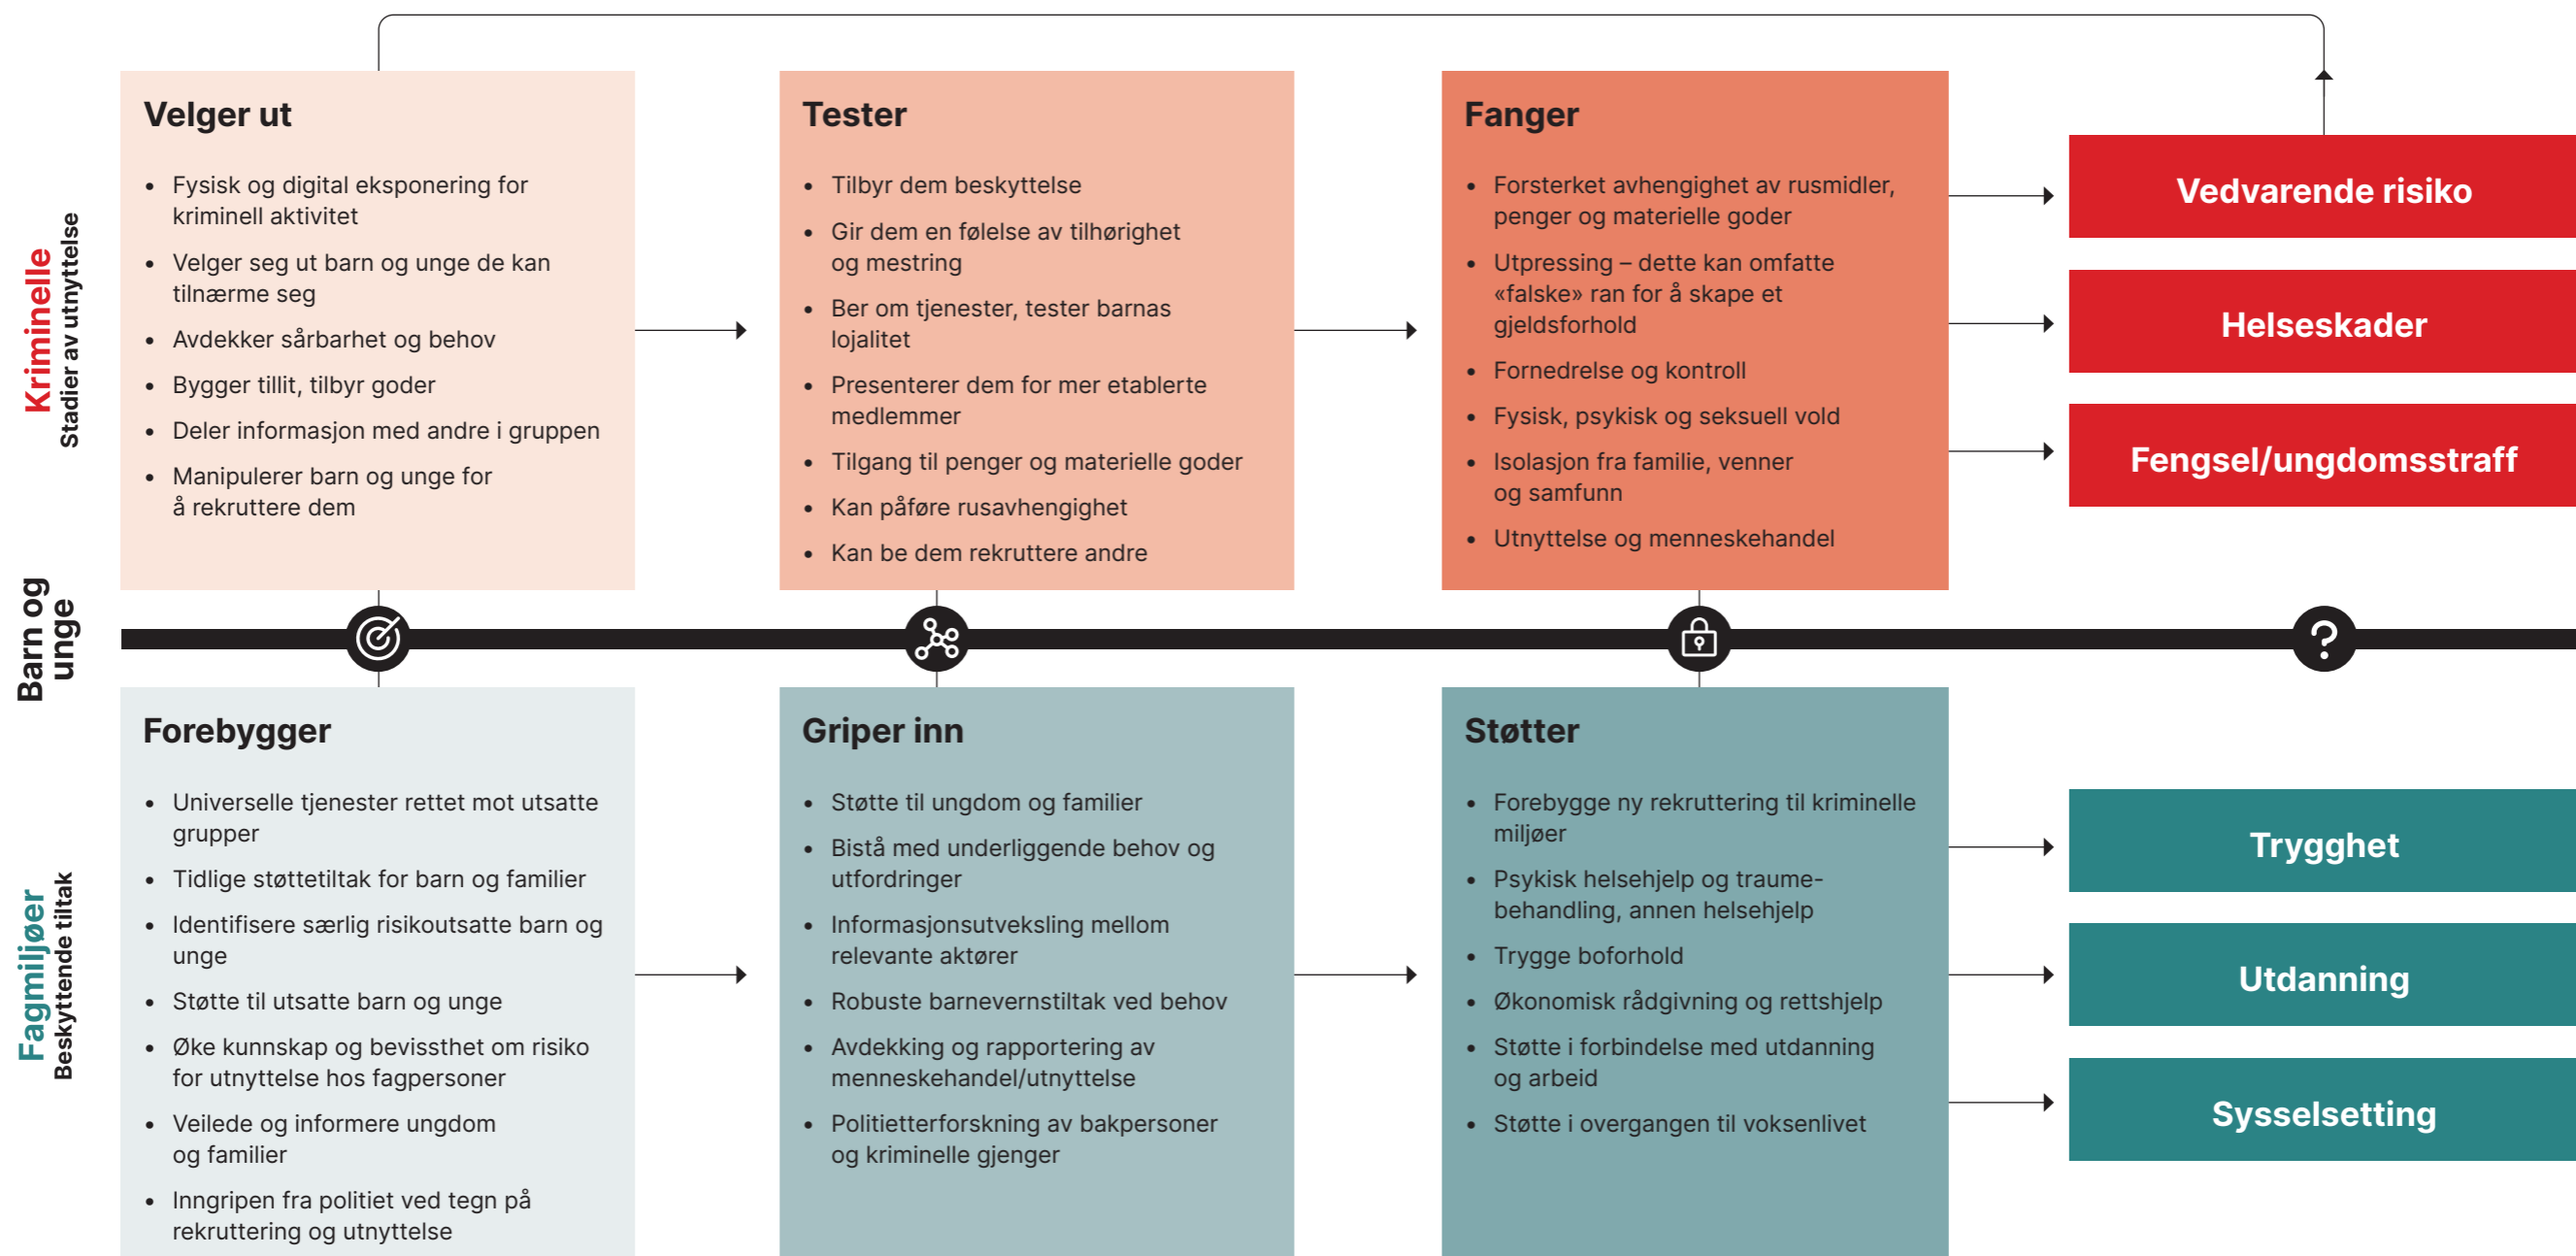 Kriminelle
Stadier av utnyttelse
Velger ut
• Fysisk og digital eksponering for
kriminell aktivitet
• Velger seg ut barn og unge de kan
tilnærme seg
• Avdekker sårbarhet og behov
• Bygger tillit, tilbyr goder
• Deler informasjon med andre i gruppen
• Manipulerer barn og unge for
å rekruttere dem
Tester
• Tilbyr dem beskyttelse
• Gir dem en følelse av tilhørighet
og mestring
• Ber om tjenester, tester barnas
lojalitet
• Presenterer dem for mer etablerte
medlemmer
• Tilgang til penger og materielle goder
• Kan påføre rusavhengighet
• Kan be dem rekruttere andre
Fanger
• Forsterket avhengighet av rusmidler,
penger og materielle goder
• Utpressing – dette kan omfatte
«falske» ran for å skape et
gjeldsforhold
• Fornedrelse og kontroll
• Fysisk, psykisk og seksuell vold
• Isolasjon fra familie, venner
og samfunn
• Utnyttelse og menneskehandel
Vedvarende risiko
Helseskader
Fengsel/ungdomsstraff
Barn og
unge
?
Fagmiljøer
Beskyttende tiltak
Forebygger
• Universelle tjenester rettet mot utsatte
grupper
• Tidlige støttetiltak for barn og familier
• Identifisere særlig risikoutsatte barn og
unge
• Støtte til utsatte barn og unge
• Øke kunnskap og bevissthet om risiko
for utnyttelse hos fagpersoner
• Veilede og informere ungdom
og familier
• Inngripen fra politiet ved tegn på
rekruttering og utnyttelse
Griper inn
• Støtte til ungdom og familier
• Bistå med underliggende behov og
utfordringer
• Informasjonsutveksling mellom
relevante aktører
• Robuste barnevernstiltak ved behov
• Avdekking og rapportering av
menneskehandel/utnyttelse
• Politietterforskning av bakpersoner
og kriminelle gjenger
Støtter
• Forebygge ny rekruttering til kriminelle
miljøer
• Psykisk helsehjelp og traume-
behandling, annen helsehjelp
• Trygge boforhold
• Økonomisk rådgivning og rettshjelp
• Støtte i forbindelse med utdanning
og arbeid
• Støtte i overgangen til voksenlivet
Trygghet
Utdanning
Sysselsetting